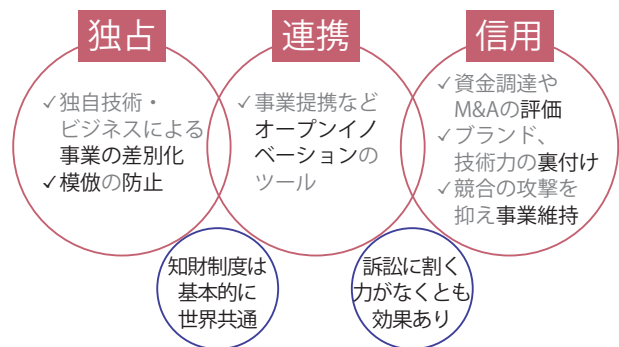 独占
✓独自技術・
ビジネスによる
事業の差別化
✓模倣の防止
連携
✓事業提携など
オープンイノ
ベーションの
ツール
信用
✓資金調達や
M&Aの評価
✓ブランド、
技術力の裏付け
✓競合の攻撃を
抑え事業維持
知財制度は
基本的に
世界共通
訴訟に割く
力がなくとも
効果あり